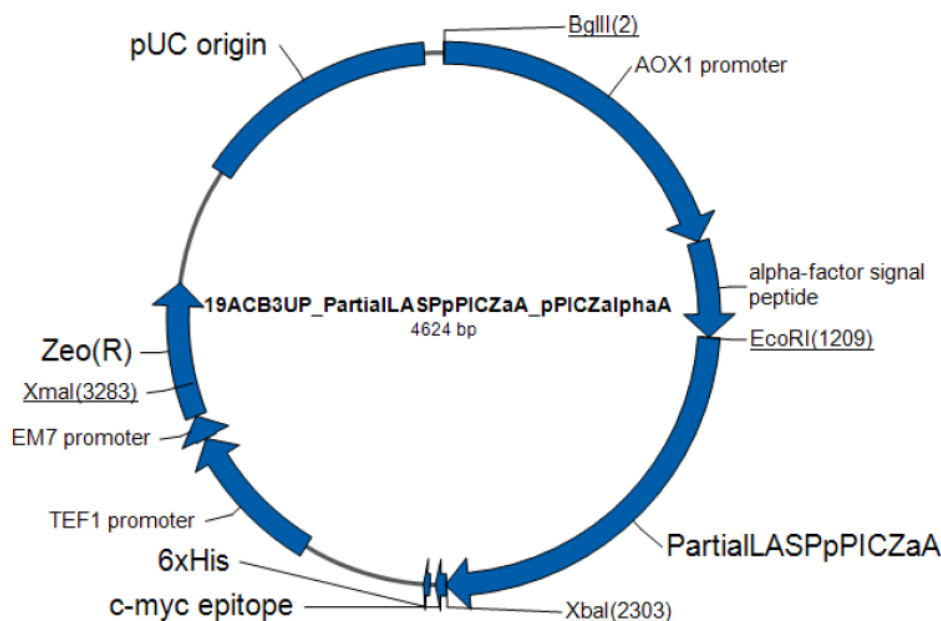 pUC origin
BglII(2)
AOX1 promoter
alpha-factor signal
peptide
19ACB3UP_PartialLASPpPICZaA_pPICZalphaA
4624 bp
EcoRI(1209)
Zeo(R)
XmaI(3283)
EM7 promoter
TEF1 promoter
PartialLASPpPICZaA
6xHis
c-myc epitope
XbaI(2303)